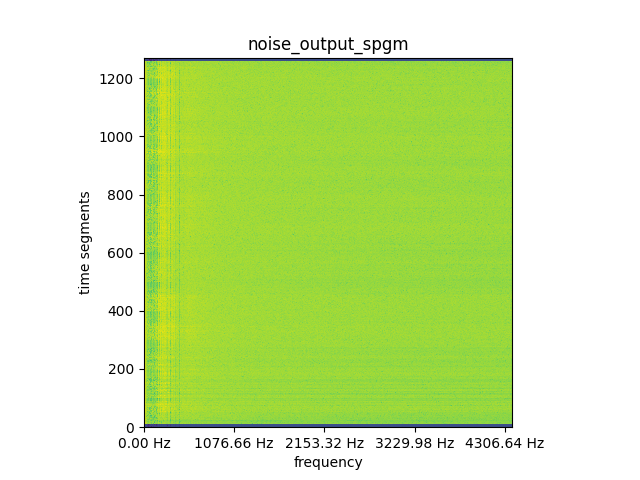 noise_output_spgm
time segments
1200
1000
800
600
400
200
0
0.00 Hz 1076.66 Hz 2153.32 Hz 3229.98 Hz 4306.64 Hz
frequency